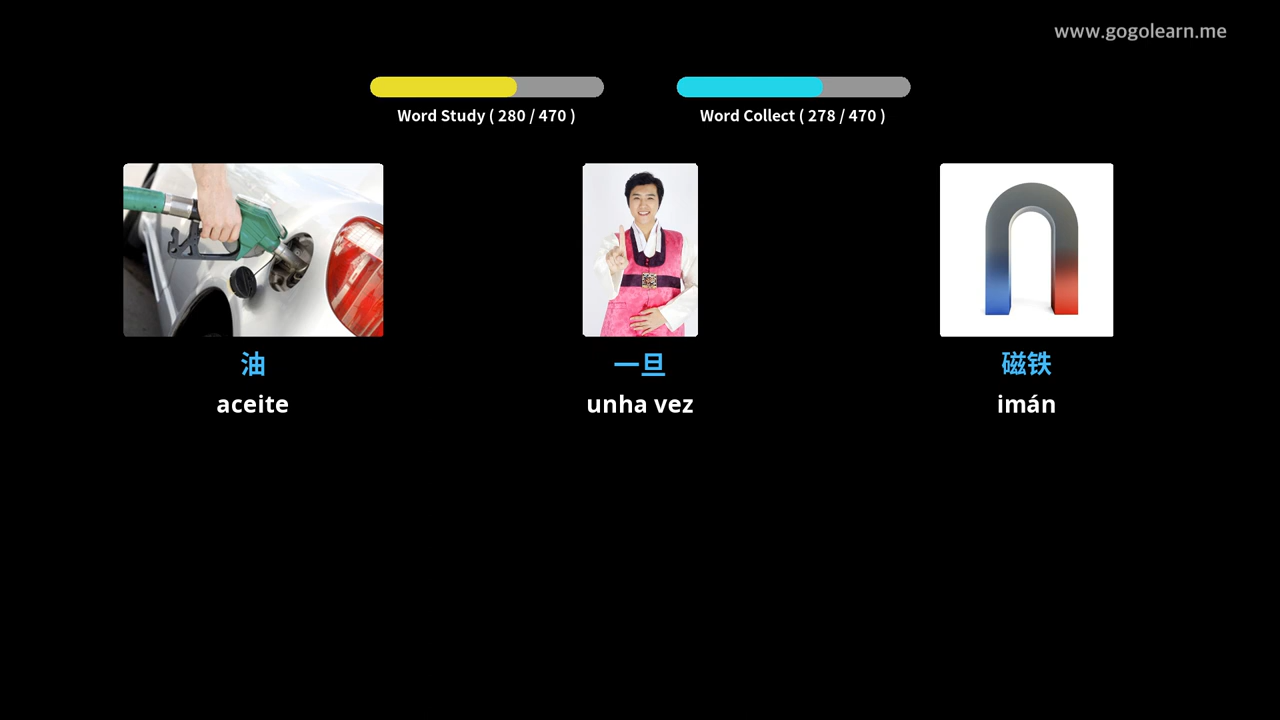 www.gogolearn.me
Word Study ( 280 / 470 )
Word Collect ( 278 / 470 )
油
一旦
磁铁
aceite
unha vez
imán